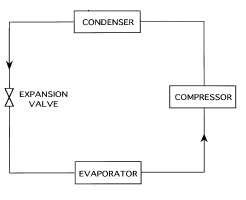 CONDENSER
EXPANSION
VALVE
COMPRESSOR
EVAPORATOR